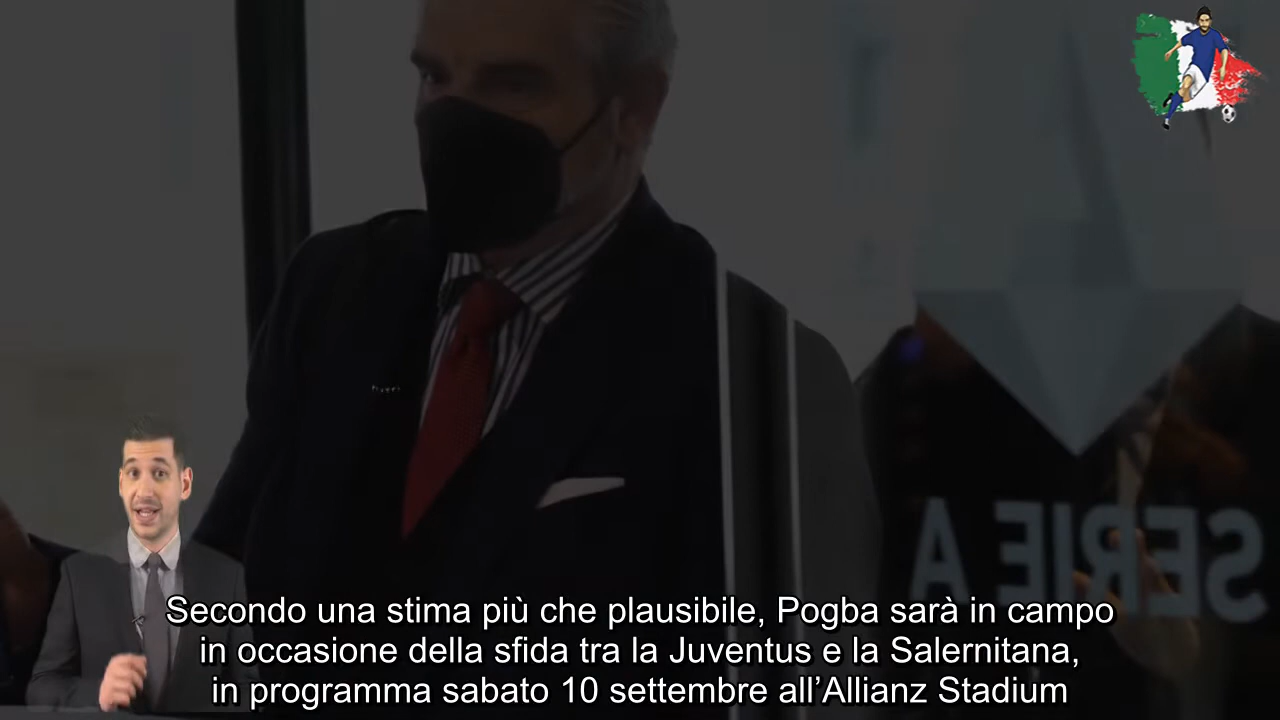 SERIE A
Secondo una stima più che plausibile, Pogba sarà in campo
in occasione della sfida tra la Juventus e la Salernitana,
in programma sabato 10 settembre all’Allianz Stadium